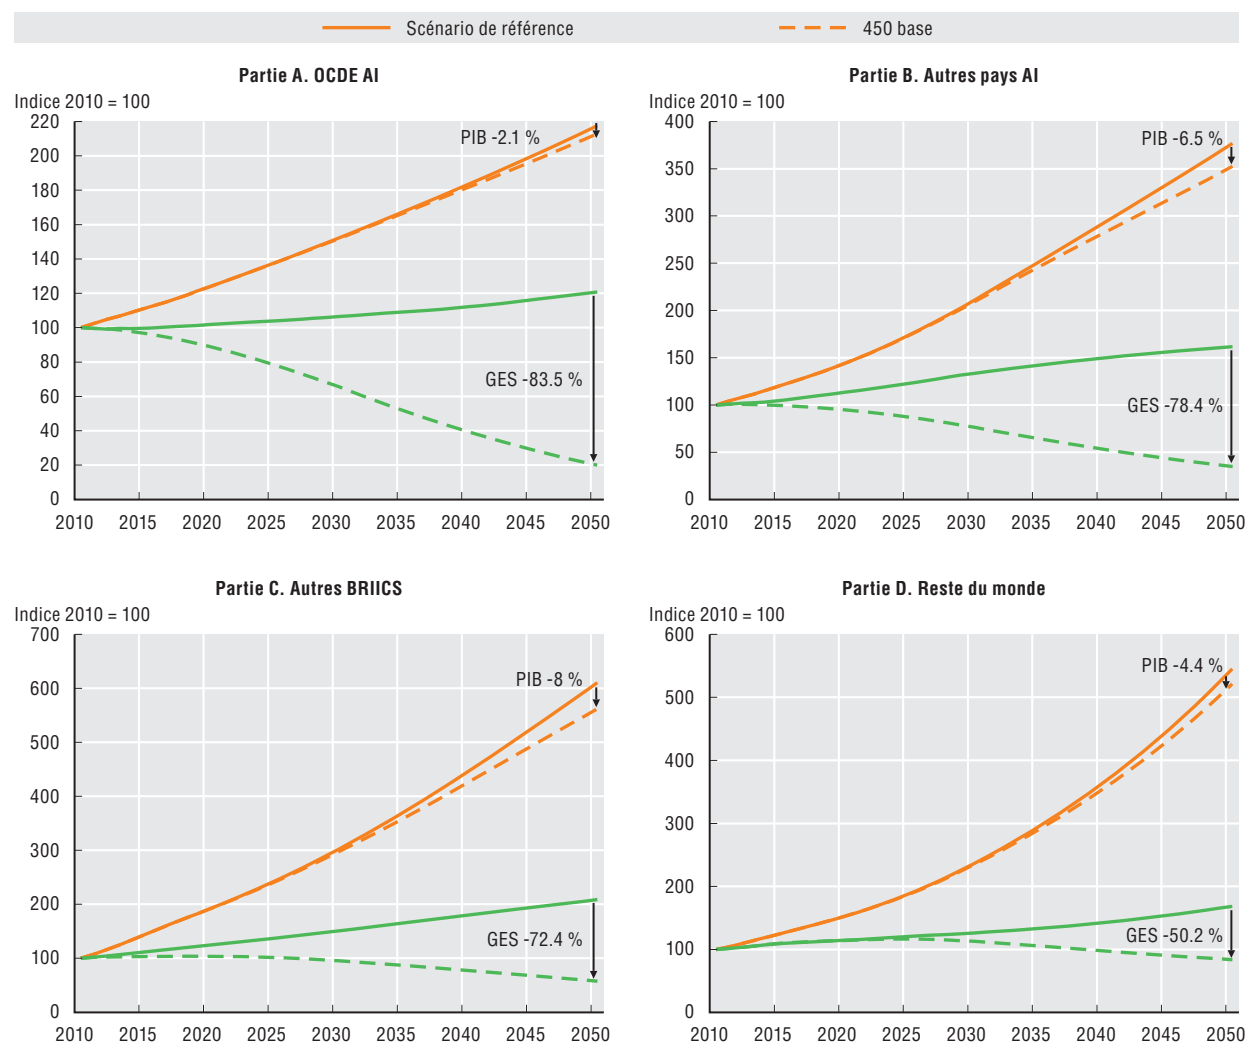 Scénario de référence
450 base
Partie A. OCDE AI
Indice 2010 = 100
220
200
180
160
140
120
100
80
60
40
20
0
PIB -2.1 %
GES -83.5 %
2010 2015 2020 2025 2030 2035 2040 2045 2050
Partie B. Autres pays AI
Indice 2010 = 100
400
350
300
250
200
150
100
50
0
PIB -6.5 %
GES -78.4 %
2010 2015 2020 2025 2030 2035 2040 2045 2050
Partie C. Autres BRIICS
Indice 2010 = 100
700
600
500
400
300
200
100
0
PIB -8 %
GES -72.4 %
2010 2015 2020 2025 2030 2035 2040 2045 2050
Partie D. Reste du monde
Indice 2010 = 100
600
500
400
300
200
100
0
PIB -4.4 %
GES -50.2 %
2010 2015 2020 2025 2030 2035 2040 2045 2050